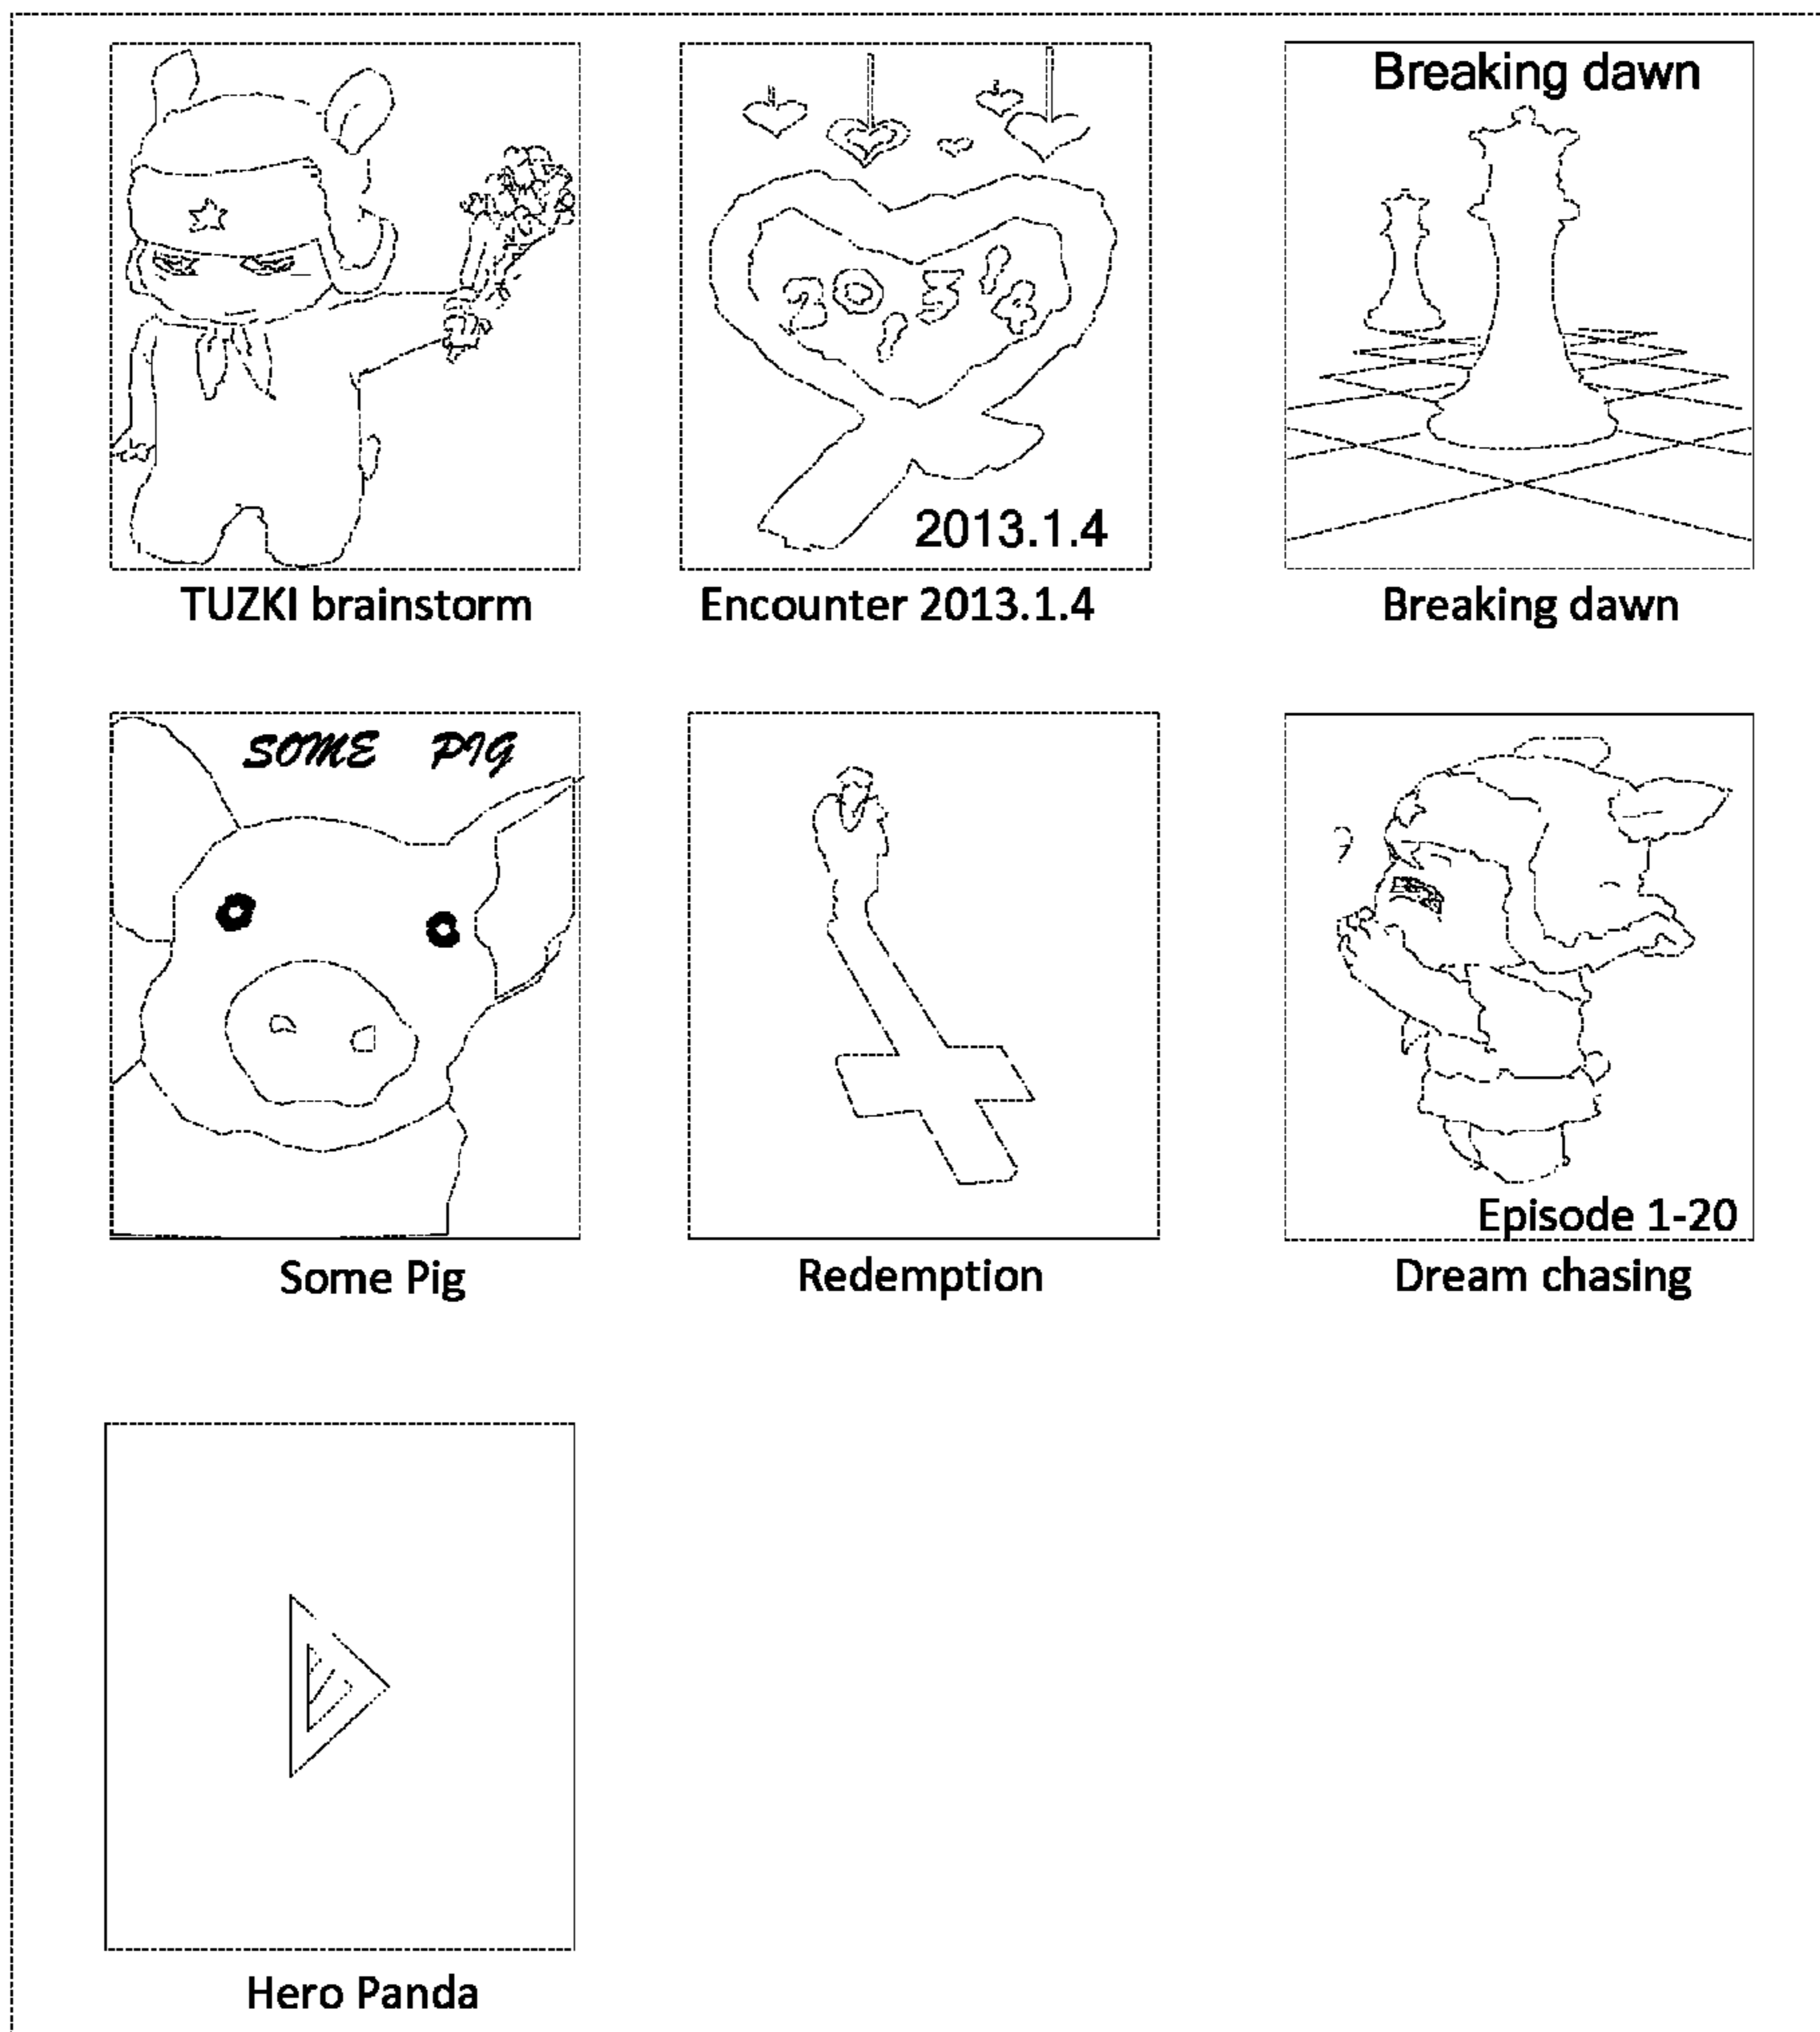 Breaking dawn
2013.1.4
TUZKI brainstorm
Encounter 2013.1.4
Breaking dawn
SOME PIG
Episode 1-20
Some Pig
Redemption
Dream chasing
Hero Panda